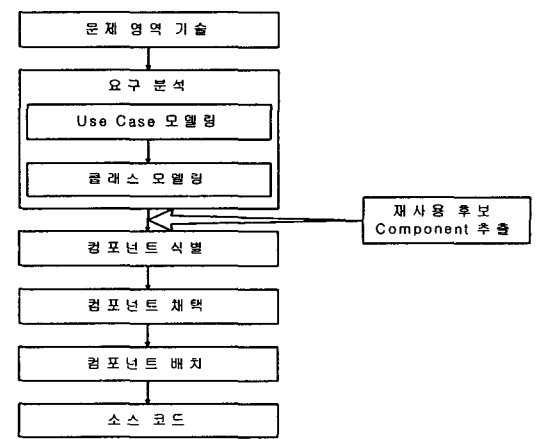 문제 영역 기술
요구 분석
Use Case 모델링
클래스 모델링
재사용 후보
Component 추출
컴포넌트 식별
컴포넌트 채택
컴포넌트 배치
소스 코드